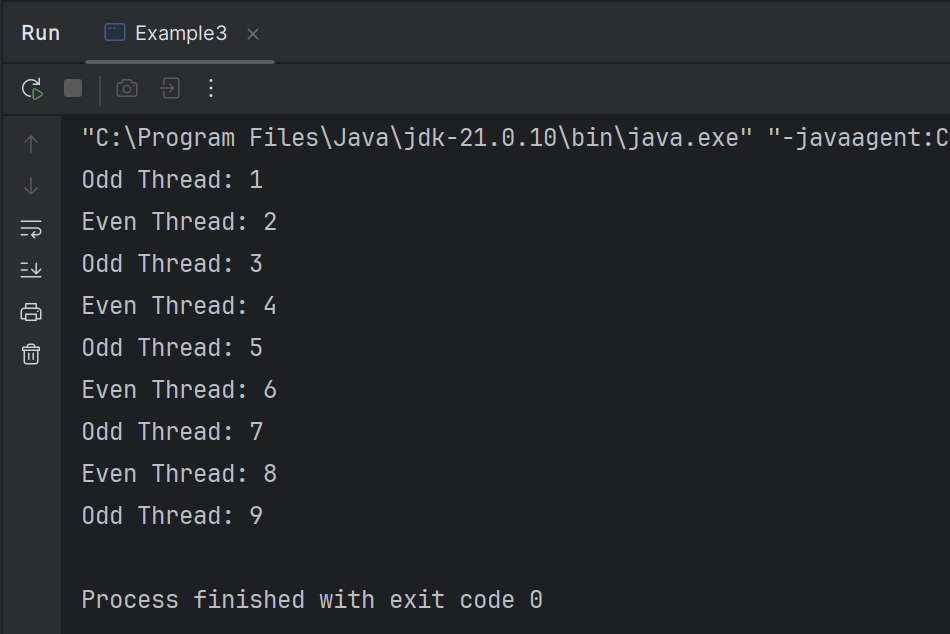 Run Example3
"C:\Program Files\Java\jdk-21.0.10\bin\java.exe" "-javaagent:C
Odd Thread: 1
Even Thread: 2
Odd Thread: 3
Even Thread: 4
Odd Thread: 5
Even Thread: 6
Odd Thread: 7
Even Thread: 8
Odd Thread: 9
Process finished with exit code 0